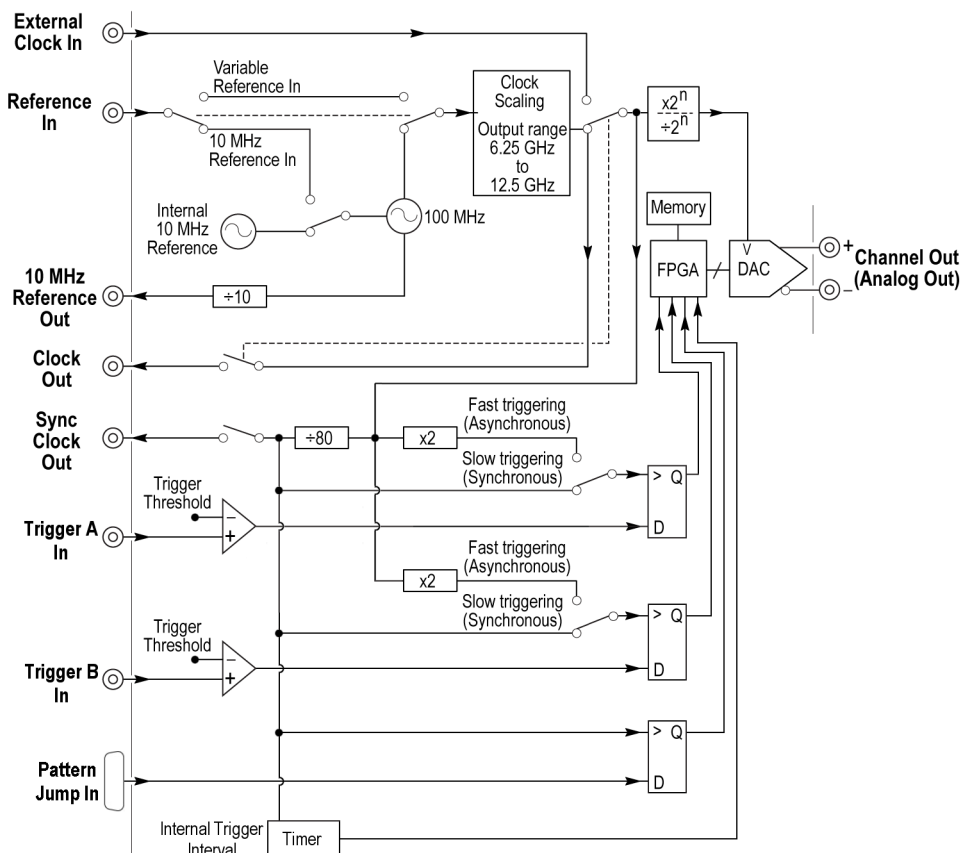 External
Clock In
Variable
Reference In
Reference
In
10 MHz
Reference In
Clock
Scaling
Output range
6.25 GHz
to
12.5 GHz
x2n
÷2n
Internal
10 MHz
Reference
100 MHz
Memory
FPGA
V
DAC
+
−
Channel Out
(Analog Out)
10 MHz
Reference
Out
÷10
Clock
Out
Sync
Clock
Out
÷80
x2
Fast triggering
(Asynchronous)
Slow triggering
(Synchronous)
> Q
D
Trigger
Threshold
−
+
Trigger A
In
x2
Fast triggering
(Asynchronous)
Slow triggering
(Synchronous)
> Q
D
Trigger
Threshold
−
+
Trigger B
In
> Q
D
Pattern
Jump In
Internal Trigger
Interval
Timer